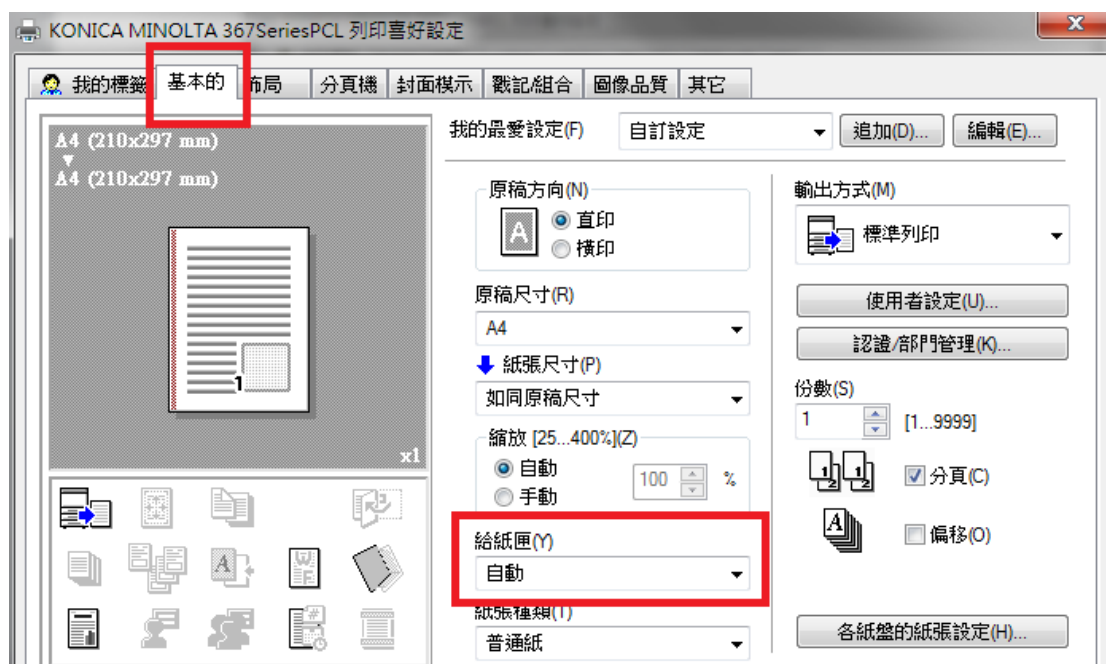 KONICA MINOLTA 367SeriesPCL 列印喜好設定
我的標籤 基本的 布局 分頁機 封面模示 戳記/組合 圖像品質 其它
A4 (210x297 mm)
A4 (210x297 mm)
1
x1
我的最愛設定(F) 自訂設定 追加(D)... 編輯(E)...
原稿方向(N)
A 直印
橫印
原稿尺寸(R)
A4
紙張尺寸(P)
如同原稿尺寸
縮放 [25...400%](Z)
自動 100 %
手動
給紙匣(Y)
自動
紙張種類(T)
普通紙
輸出方式(M)
標準列印
使用者設定(U)...
認證/部門管理(K)...
份數(S)
1 [1...9999]
分頁(C)
偏移(O)
各紙盤的紙張設定(H)...